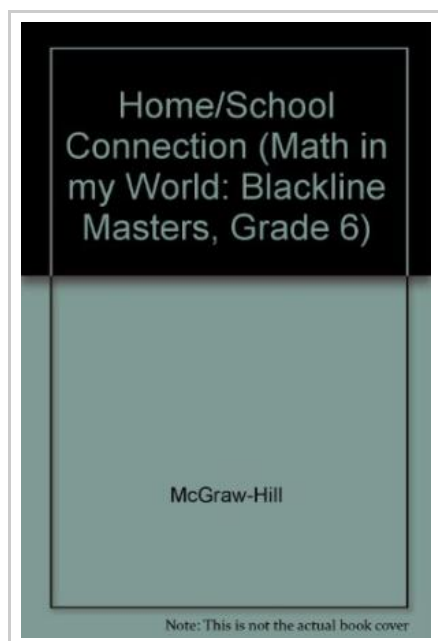 Home/School
Connection (Math in
my World: Blackline
Masters, Grade 6)
McGraw-Hill
Note: This is not the actual book cover